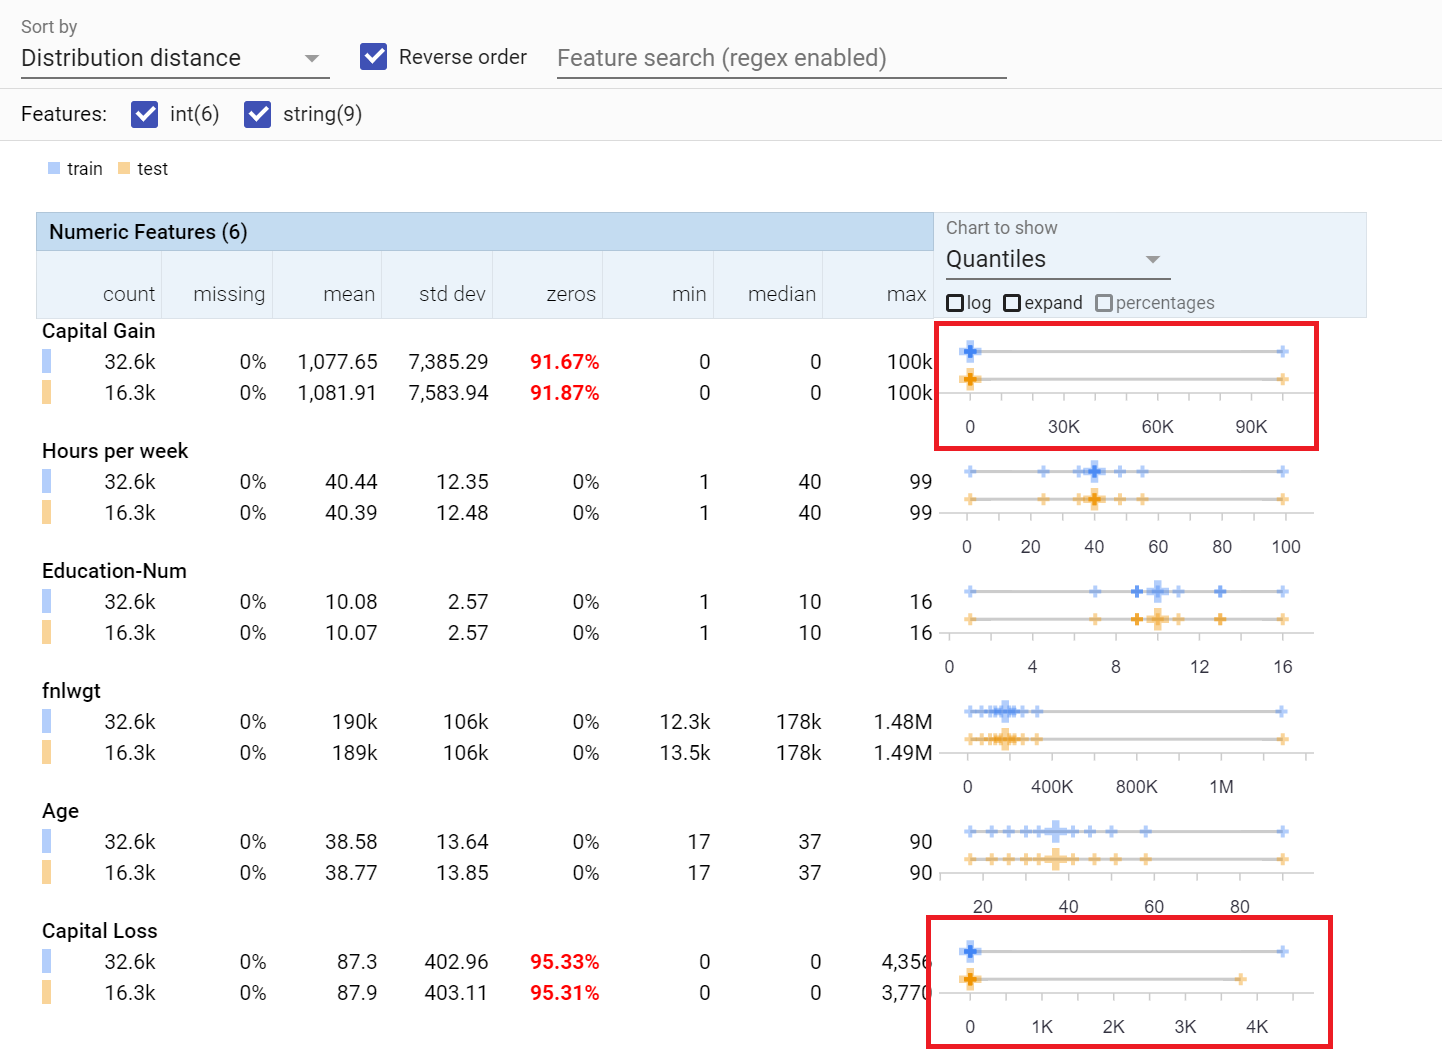 Sort by
Distribution distance Reverse order Feature search (regex enabled)
Features: int(6) string(9)
train test
Numeric Features (6) Chart to show
Quantiles
count missing mean std dev zeros min median max log expand percentages
Capital Gain
32.6k 0% 1,077.65 7,385.29 91.67% 0 0 100k
16.3k 0% 1,081.91 7,583.94 91.87% 0 0 100k
0 30K 60K 90K
Hours per week
32.6k 0% 40.44 12.35 0% 1 40 99
16.3k 0% 40.39 12.48 0% 1 40 99
0 20 40 60 80 100
Education-Num
32.6k 0% 10.08 2.57 0% 1 10 16
16.3k 0% 10.07 2.57 0% 1 10 16
0 4 8 12 16
fnlwgt
32.6k 0% 190k 106k 0% 12.3k 178k 1.48M
16.3k 0% 189k 106k 0% 13.5k 178k 1.49M
0 400K 800K 1M
Age
32.6k 0% 38.58 13.64 0% 17 37 90
16.3k 0% 38.77 13.85 0% 17 37 90
20 40 60 80
Capital Loss
32.6k 0% 87.3 402.96 95.33% 0 0 4,356
16.3k 0% 87.9 403.11 95.31% 0 0 3,770
0 1K 2K 3K 4K